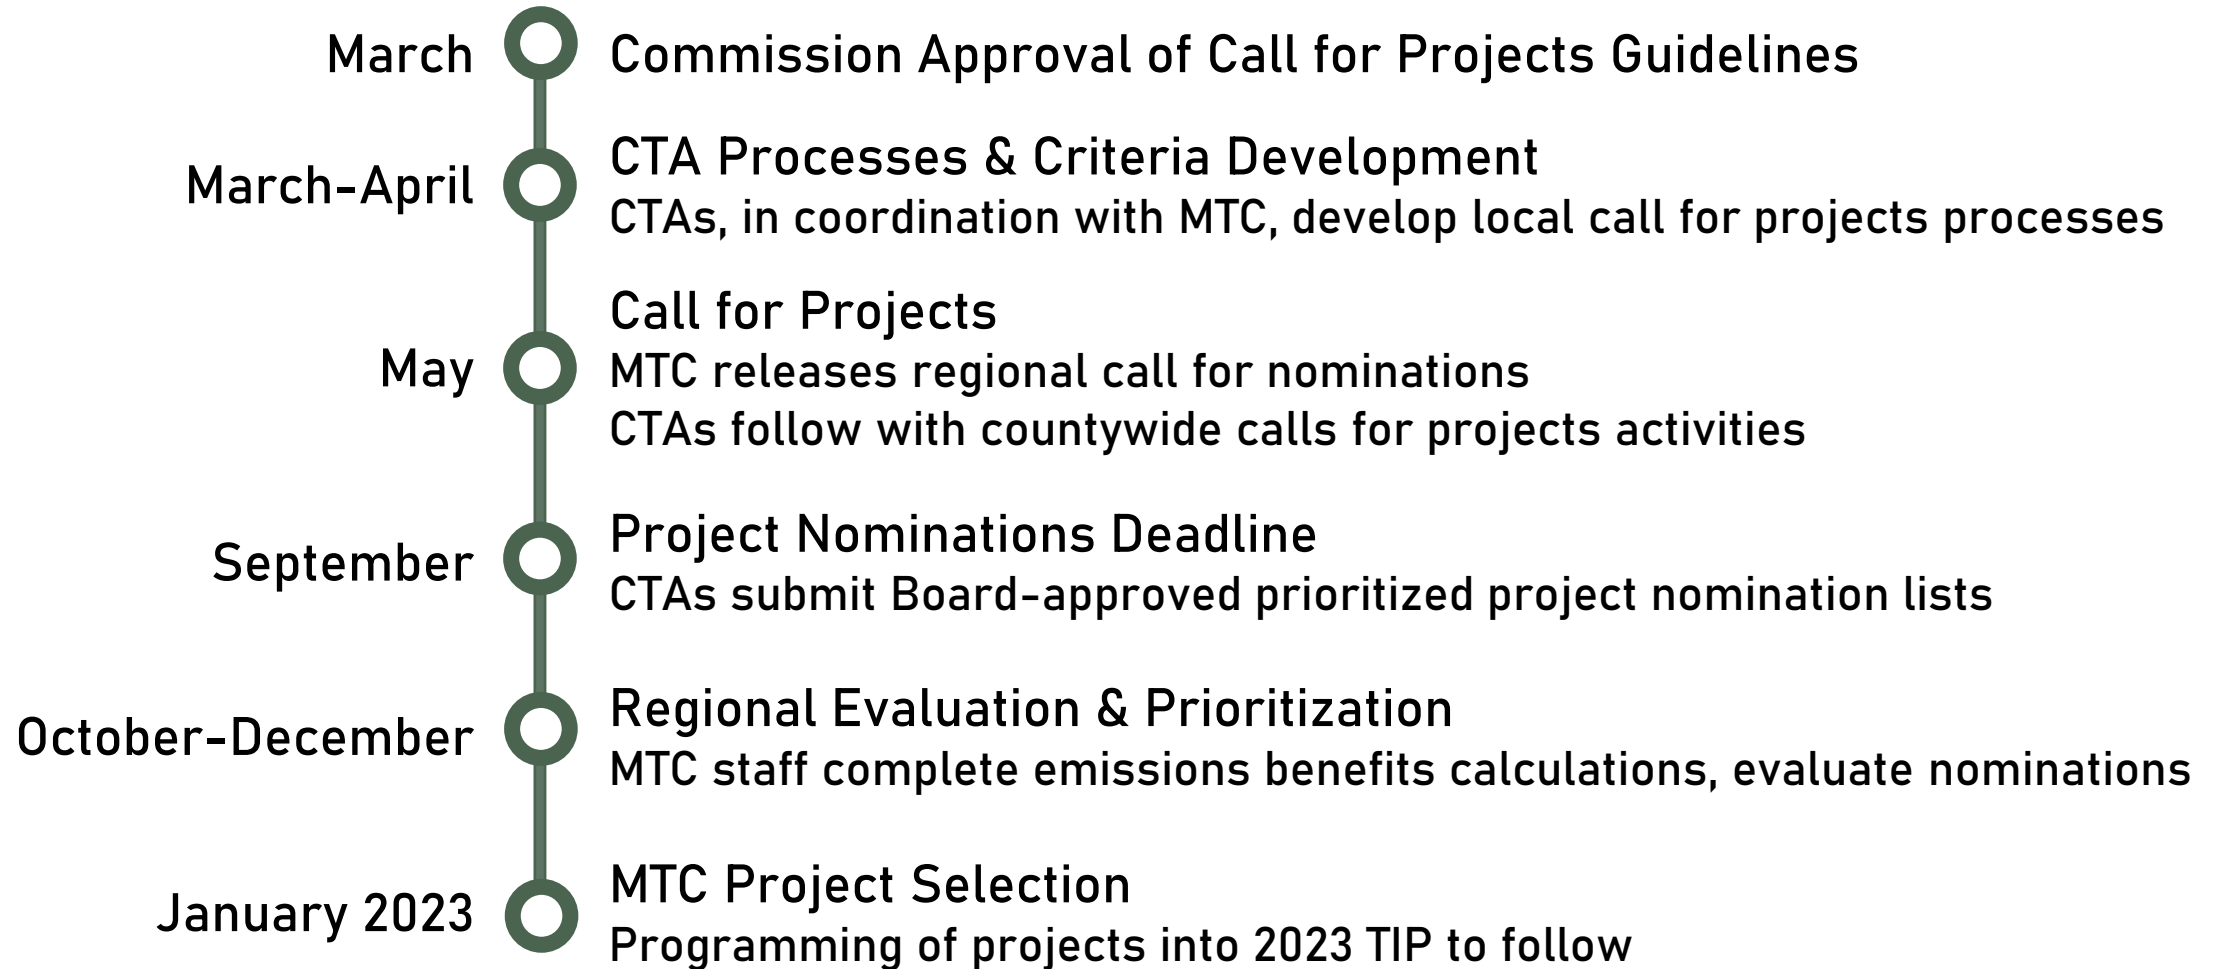 March
Commission Approval of Call for Projects Guidelines
March-April
CTA Processes & Criteria Development
CTAs, in coordination with MTC, develop local call for projects processes
May
Call for Projects
MTC releases regional call for nominations
CTAs follow with countywide calls for projects activities
September
Project Nominations Deadline
CTAs submit Board-approved prioritized project nomination lists
October-December
Regional Evaluation & Prioritization
MTC staff complete emissions benefits calculations, evaluate nominations
January 2023
MTC Project Selection
Programming of projects into 2023 TIP to follow